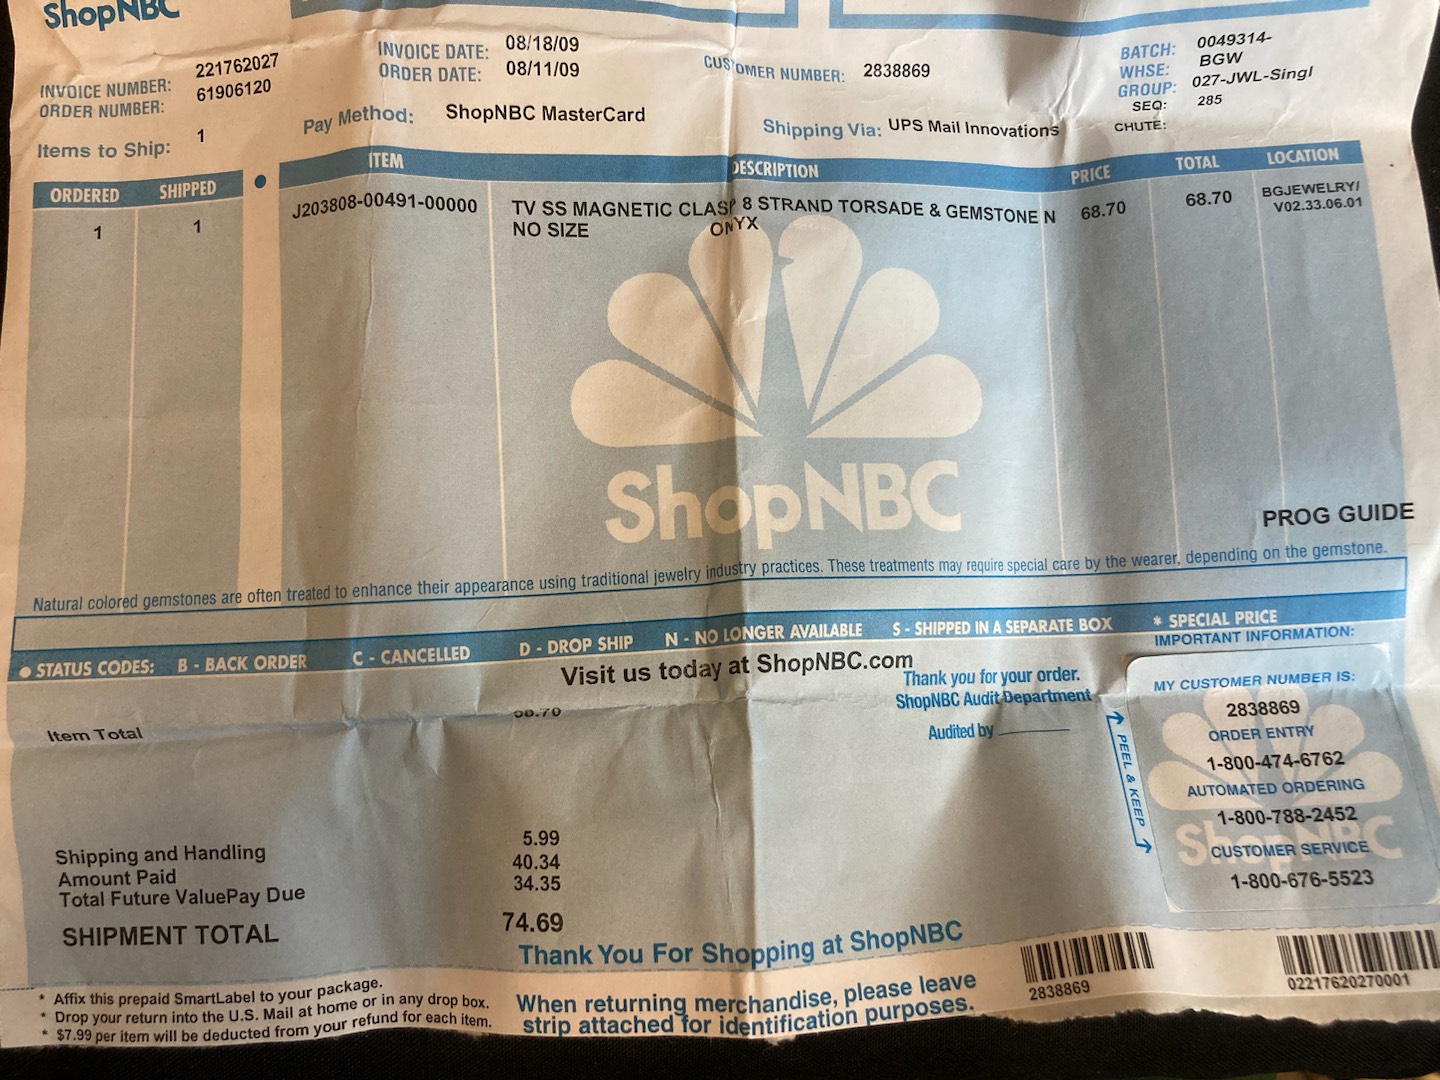 ShopNBC
INVOICE NUMBER: 221762027
ORDER NUMBER: 61906120
Items to Ship: 1
INVOICE DATE: 08/18/09
ORDER DATE: 08/11/09
Pay Method: ShopNBC MasterCard
CUSTOMER NUMBER: 2838869
Shipping Via: UPS Mail Innovations
BATCH: 0049314-
WHSE: BGW
GROUP: 027-JWL-Singl
SEQ: 285
CHUTE:
ORDERED SHIPPED ITEM DESCRIPTION PRICE TOTAL LOCATION
1 1 J203808-00491-00000 TV SS MAGNETIC CLASP 8 STRAND TORSADE & GEMSTONE N 68.70 68.70 BGJEWELRY/
NO SIZE ONYX V02.33.06.01
ShopNBC
PROG GUIDE
Natural colored gemstones are often treated to enhance their appearance using traditional jewelry industry practices. These treatments may require special care by the wearer, depending on the gemstone.
STATUS CODES: B - BACK ORDER C - CANCELLED D - DROP SHIP N - NO LONGER AVAILABLE S - SHIPPED IN A SEPARATE BOX * SPECIAL PRICE
Visit us today at ShopNBC.com
Thank you for your order.
ShopNBC Audit Department
Audited by
IMPORTANT INFORMATION:
PEEL & KEEP
MY CUSTOMER NUMBER IS:
2838869
ORDER ENTRY
1-800-474-6762
AUTOMATED ORDERING
1-800-788-2452
ShopNBC
CUSTOMER SERVICE
1-800-676-5523
Item Total
Shipping and Handling 5.99
Amount Paid 40.34
Total Future ValuePay Due 34.35
SHIPMENT TOTAL 74.69
Thank You For Shopping at ShopNBC
* Affix this prepaid SmartLabel to your package.
* Drop your return into the U.S. Mail at home or in any drop box.
* $7.99 per item will be deducted from your refund for each item.
When returning merchandise, please leave
strip attached for identification purposes.
2838869
02217620270001